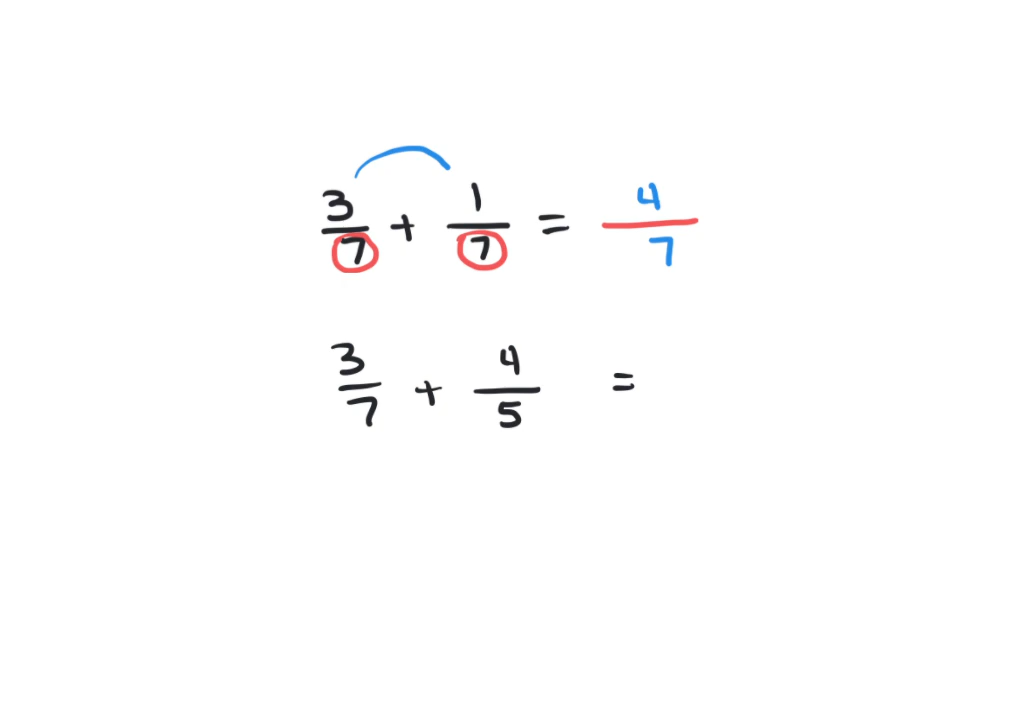 3/7 + 1/7 = 4/7
3/7 + 4/5 =